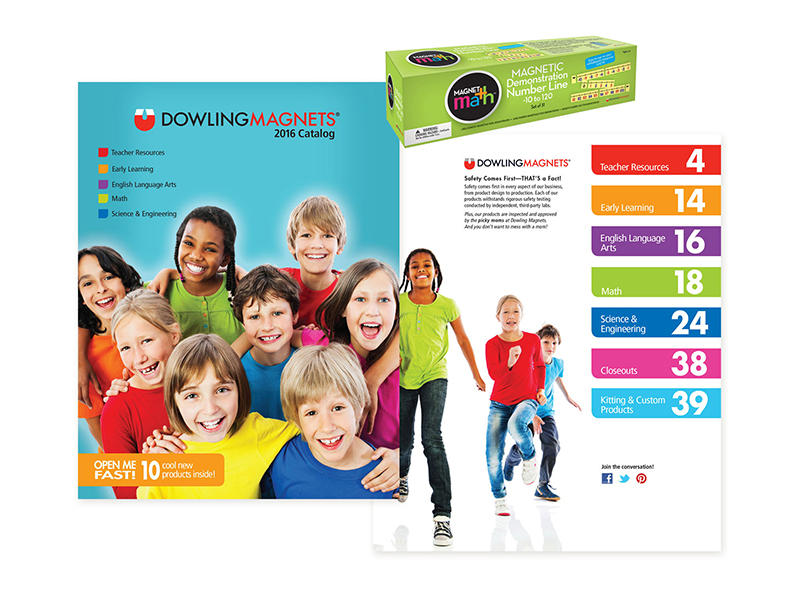 DOWLINGMAGNETS®
2016 Catalog
Teacher Resources
Early Learning
English Language Arts
Math
Science & Engineering
OPEN ME
FAST!
10
cool new
products inside!
MAGNET
math
MAGNETIC
Demonstration
Number Line
-10 to 120
Set of 31
WARNING
DOWLINGMAGNETS®
Safety Comes First—THAT'S a Fact!
Safety comes first in every aspect of our business,
from product design to production. Each of our
products withstands rigorous safety testing
conducted by independent, third-party labs.
Plus, our products are inspected and approved
by the picky moms at Dowling Magnets.
And you don't want to mess with a mom!
Teacher Resources 4
Early Learning 14
English Language
Arts
16
Math 18
Science &
Engineering
24
Closeouts 38
Kitting & Custom
Products
39
Join the conversation!